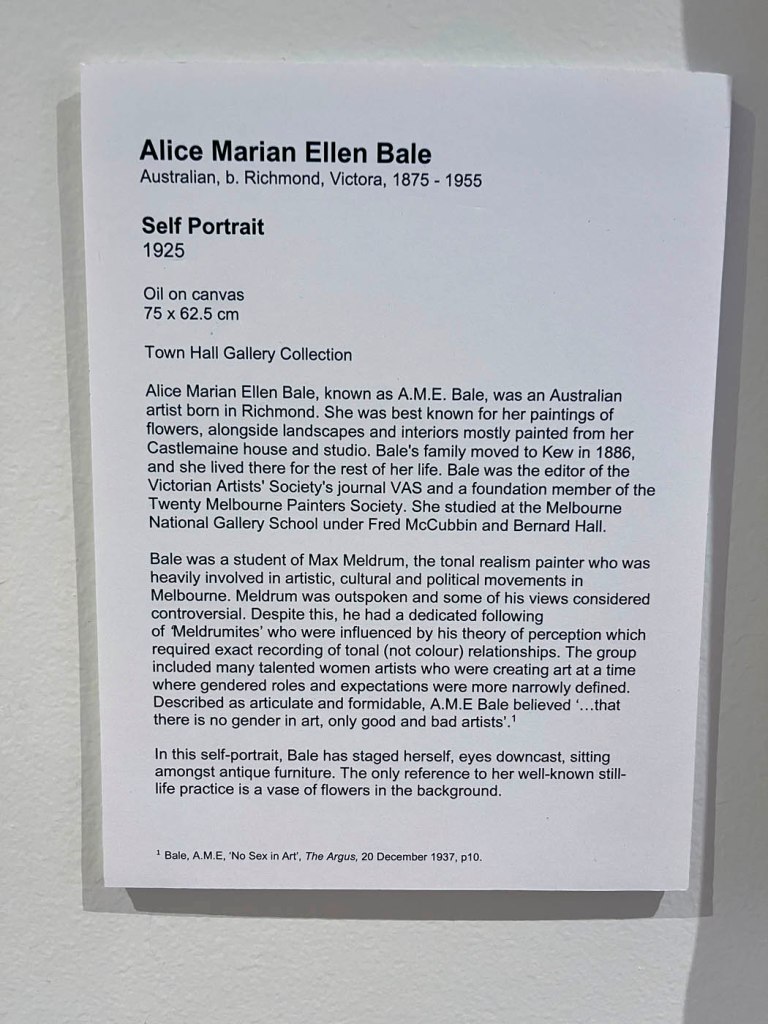 Alice Marian Ellen Bale
Australian, b. Richmond, Victora, 1875 - 1955
Self Portrait
1925
Oil on canvas
75 x 62.5 cm
Town Hall Gallery Collection
Alice Marian Ellen Bale, known as A.M.E. Bale, was an Australian
artist born in Richmond. She was best known for her paintings of
flowers, alongside landscapes and interiors mostly painted from her
Castlemaine house and studio. Bale's family moved to Kew in 1886,
and she lived there for the rest of her life. Bale was the editor of the
Victorian Artists' Society's journal VAS and a foundation member of the
Twenty Melbourne Painters Society. She studied at the Melbourne
National Gallery School under Fred McCubbin and Bernard Hall.
Bale was a student of Max Meldrum, the tonal realism painter who was
heavily involved in artistic, cultural and political movements in
Melbourne. Meldrum was outspoken and some of his views considered
controversial. Despite this, he had a dedicated following
of ‘Meldrumites’ who were influenced by his theory of perception which
required exact recording of tonal (not colour) relationships. The group
included many talented women artists who were creating art at a time
where gendered roles and expectations were more narrowly defined.
Described as articulate and formidable, A.M.E Bale believed ‘…that
there is no gender in art, only good and bad artists’.¹
In this self-portrait, Bale has staged herself, eyes downcast, sitting
amongst antique furniture. The only reference to her well-known still-
life practice is a vase of flowers in the background.
¹ Bale, A.M.E, ‘No Sex in Art’, The Argus, 20 December 1937, p10.